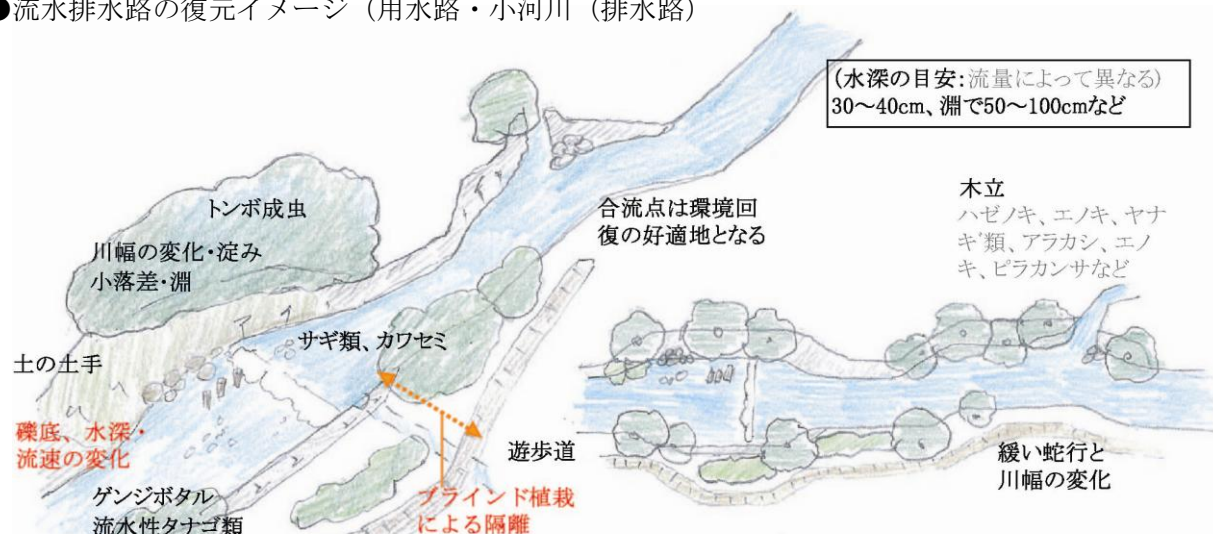 ●流水排水路の復元イメージ（用水路・小河川（排水路）
(水深の目安：流量によって異なる)
30～40cm、淵で50～100cmなど
木立
ハゼノキ、エノキ、ヤナ
ギ類、アラカシ、エノ
キ、ピラカンサなど
トンボ成虫
川幅の変化・淀み
小落差・淵
合流点は環境回
復の好適地となる
サギ類、カワセミ
土の土手
礫底、水深・
流速の変化
遊歩道
緩い蛇行と
川幅の変化
ゲンジボタル
流水性タナゴ類
ブラインド植栽
による隔離